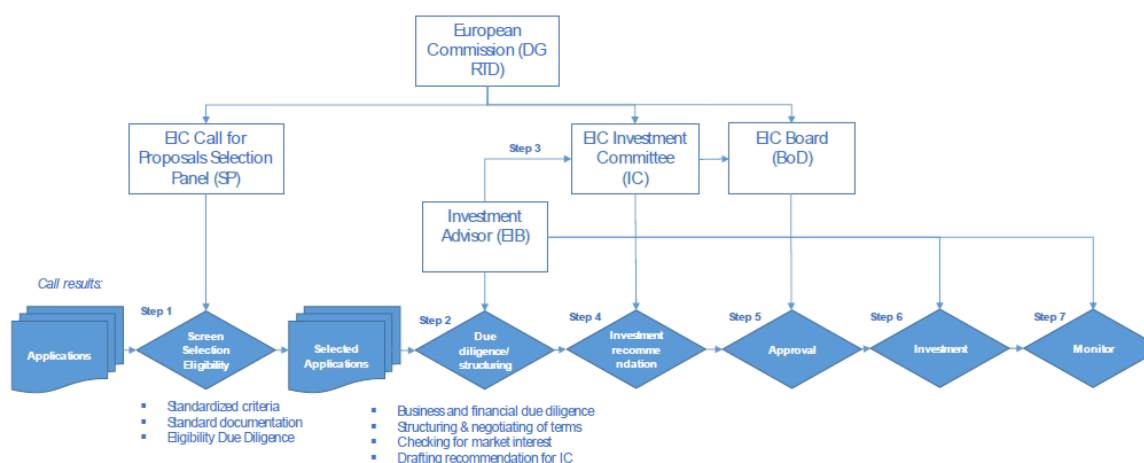 European
Commission (DG
RTD)
EIC Call for
Proposals Selection
Panel (SP)
Step 3
EIC Investment
Committee
(IC)
EIC Board
(BoD)
Investment
Advisor (EIB)
Call results:
Applications
Step 1
Screen
Selection
Eligibility
Selected
Applications
Step 2
Due
diligence/
structuring
Step 4
Investment
recomme
ndation
Step 5
Approval
Step 6
Investment
Step 7
Monitor
▪ Standardized criteria
▪ Standard documentation
▪ Eligibility Due Diligence
▪ Business and financial due diligence
▪ Structuring & negotiating of terms
▪ Checking for market interest
▪ Drafting recommendation for IC